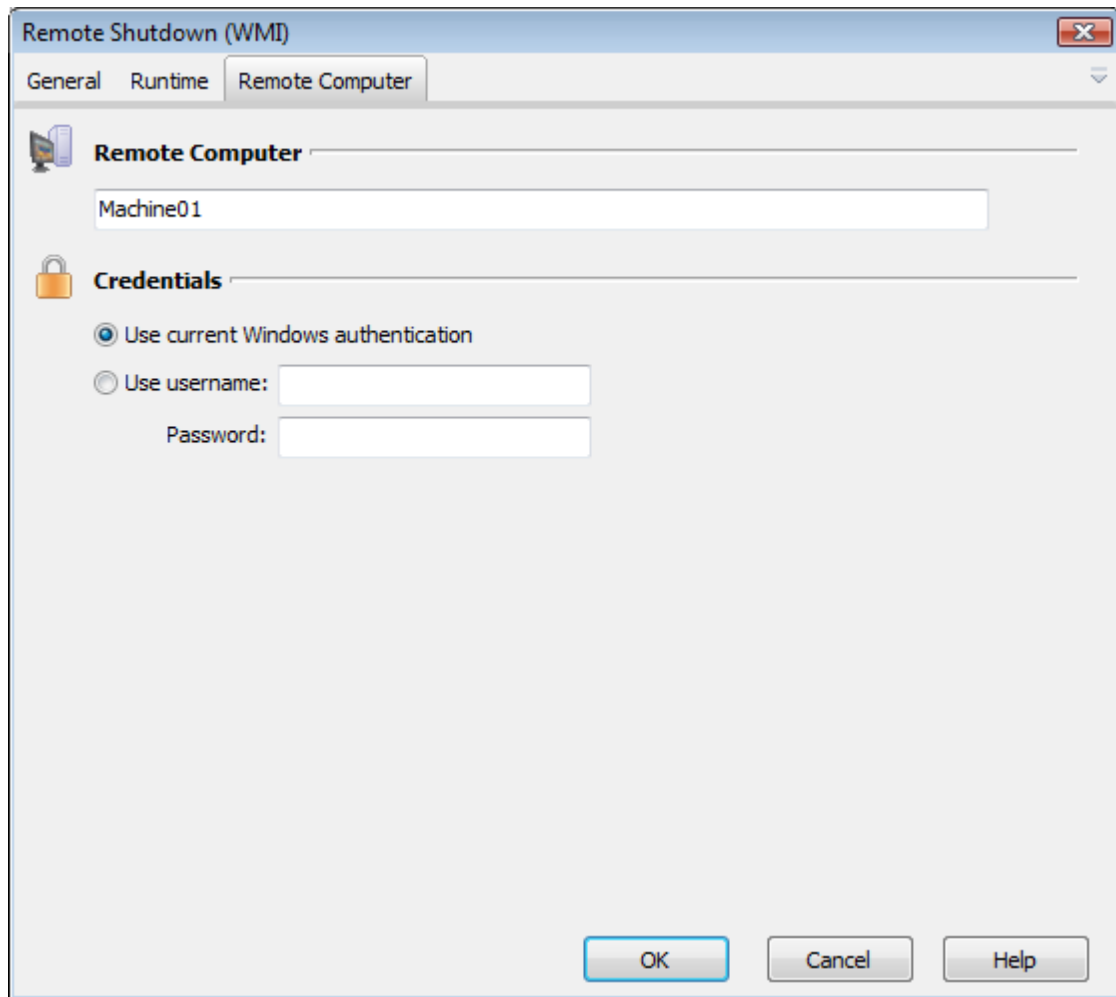 Remote Shutdown (WMI)
General Runtime Remote Computer
Remote Computer
Machine01
Credentials
Use current Windows authentication
Use username:
Password:
OK Cancel Help